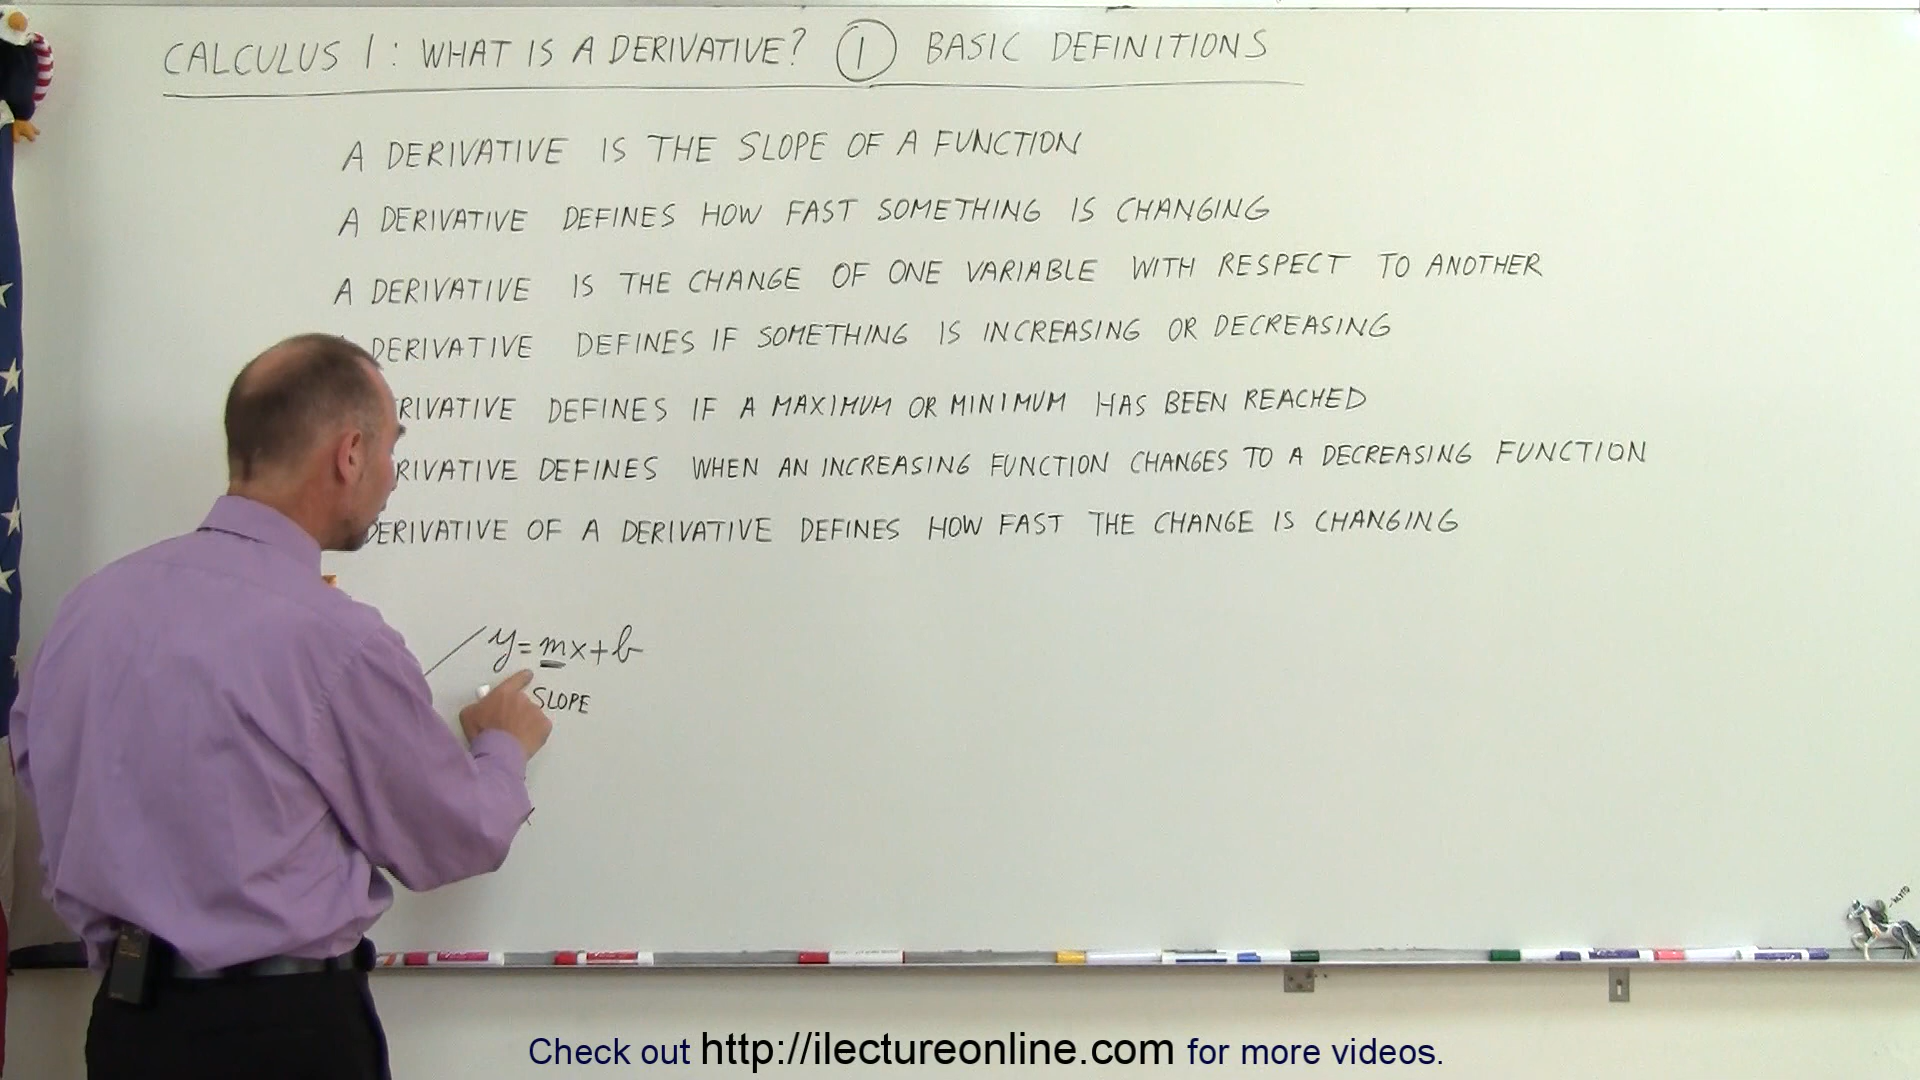 CALCULUS 1: WHAT IS A DERIVATIVE? 1 BASIC DEFINITIONS
A DERIVATIVE IS THE SLOPE OF A FUNCTION
A DERIVATIVE DEFINES HOW FAST SOMETHING IS CHANGING
A DERIVATIVE IS THE CHANGE OF ONE VARIABLE WITH RESPECT TO ANOTHER
DERIVATIVE DEFINES IF SOMETHING IS INCREASING OR DECREASING
RIVATIVE DEFINES IF A MAXIMUM OR MINIMUM HAS BEEN REACHED
RIVATIVE DEFINES WHEN AN INCREASING FUNCTION CHANGES TO A DECREASING FUNCTION
DERIVATIVE OF A DERIVATIVE DEFINES HOW FAST THE CHANGE IS CHANGING
y=mx+b
SLOPE
Check out http://ilectureonline.com for more videos.